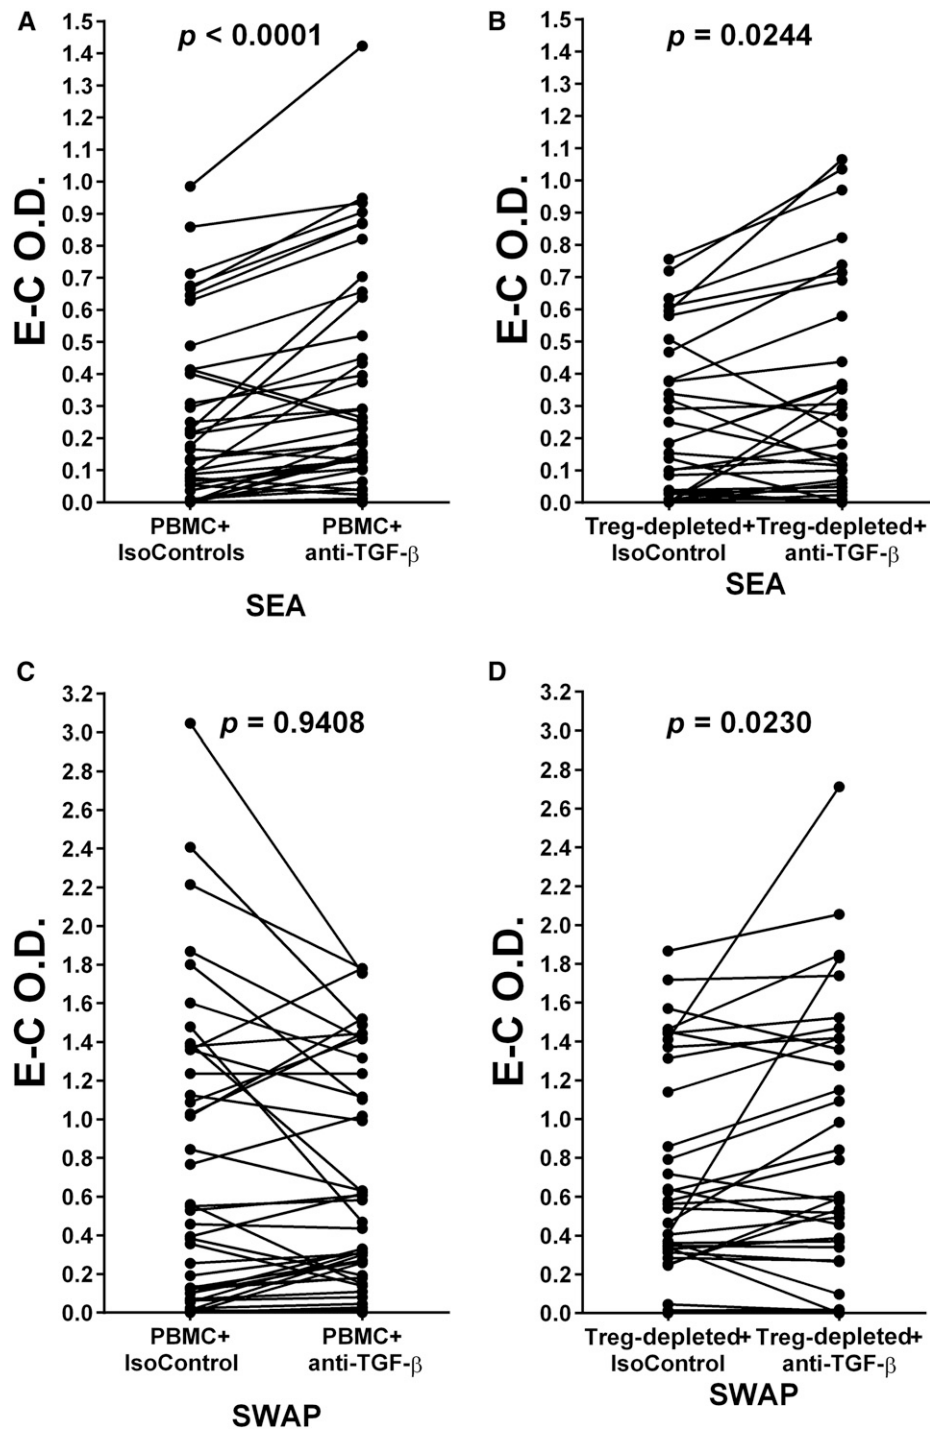 A
p < 0.0001
E-C O.D.
1.5
1.4
1.3
1.2
1.1
1.0
0.9
0.8
0.7
0.6
0.5
0.4
0.3
0.2
0.1
0.0
PBMC+ PBMC+
IsoControls anti-TGF-β
SEA
B
p = 0.0244
E-C O.D.
1.5
1.4
1.3
1.2
1.1
1.0
0.9
0.8
0.7
0.6
0.5
0.4
0.3
0.2
0.1
0.0
Treg-depleted+ Treg-depleted+
IsoControl anti-TGF-β
SEA
C
p = 0.9408
E-C O.D.
3.2
3.0
2.8
2.6
2.4
2.2
2.0
1.8
1.6
1.4
1.2
1.0
0.8
0.6
0.4
0.2
0.0
PBMC+ PBMC+
IsoControl anti-TGF-β
SWAP
D
p = 0.0230
E-C O.D.
3.2
3.0
2.8
2.6
2.4
2.2
2.0
1.8
1.6
1.4
1.2
1.0
0.8
0.6
0.4
0.2
0.0
Treg-depleted+ Treg-depleted+
IsoControl anti-TGF-β
SWAP